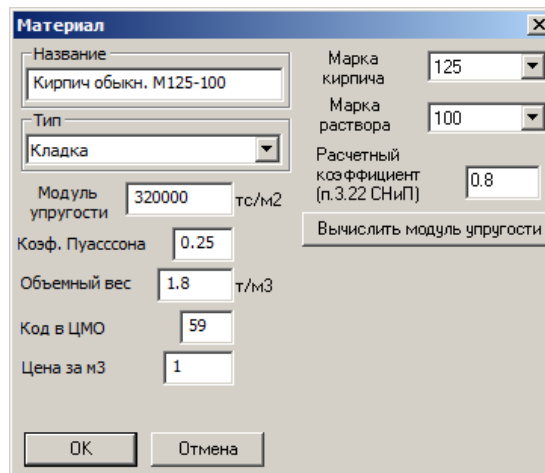 Материал
Название
Кирпич обыкн. М125-100
Тип
Кладка
Модуль
упругости
320000
тс/м2
Коэф. Пуасссона
0.25
Объемный вес
1.8
т/м3
Код в ЦМО
59
Цена за м3
1
OK
Отмена
Марка
кирпича
125
Марка
раствора
100
Расчетный
коэффициент
(п.3.22 СНиП)
0.8
Вычислить модуль упругости